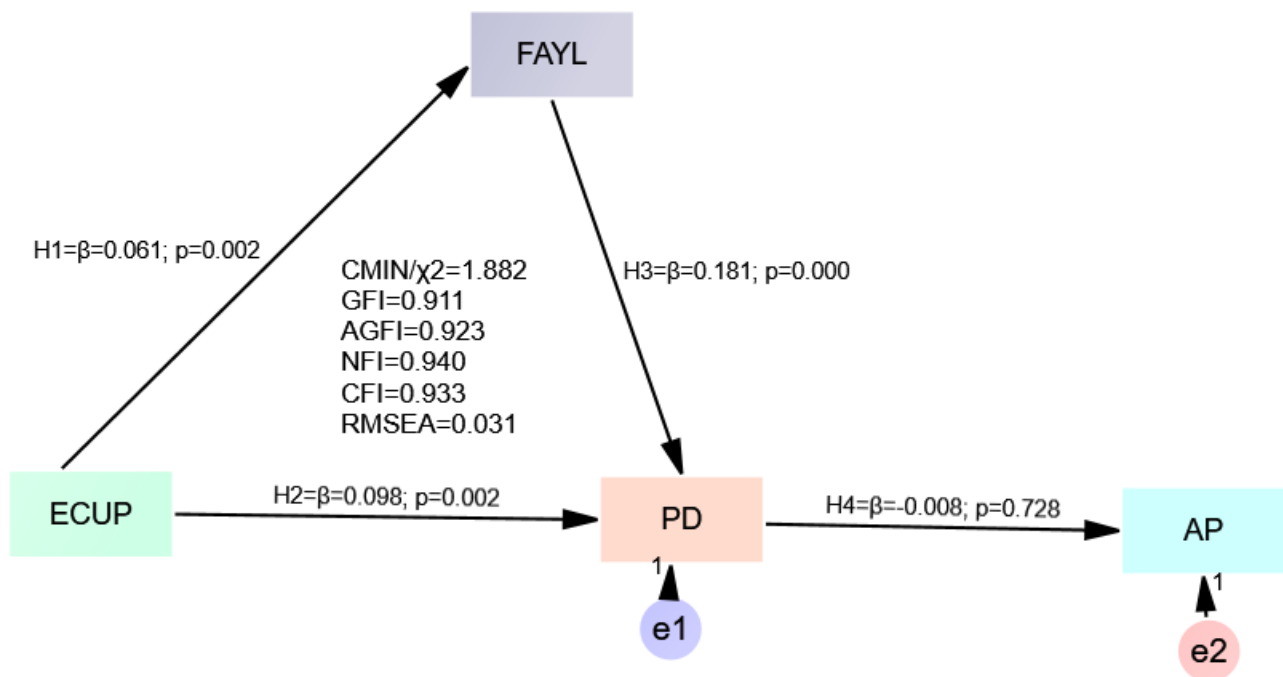 FAYL
H1=β=0.061; p=0.002
CMIN/χ2=1.882
GFI=0.911
AGFI=0.923
NFI=0.940
CFI=0.933
RMSEA=0.031
H3=β=0.181; p=0.000
ECUP
H2=β=0.098; p=0.002
PD
H4=β=-0.008; p=0.728
AP
1
e1
1
e2